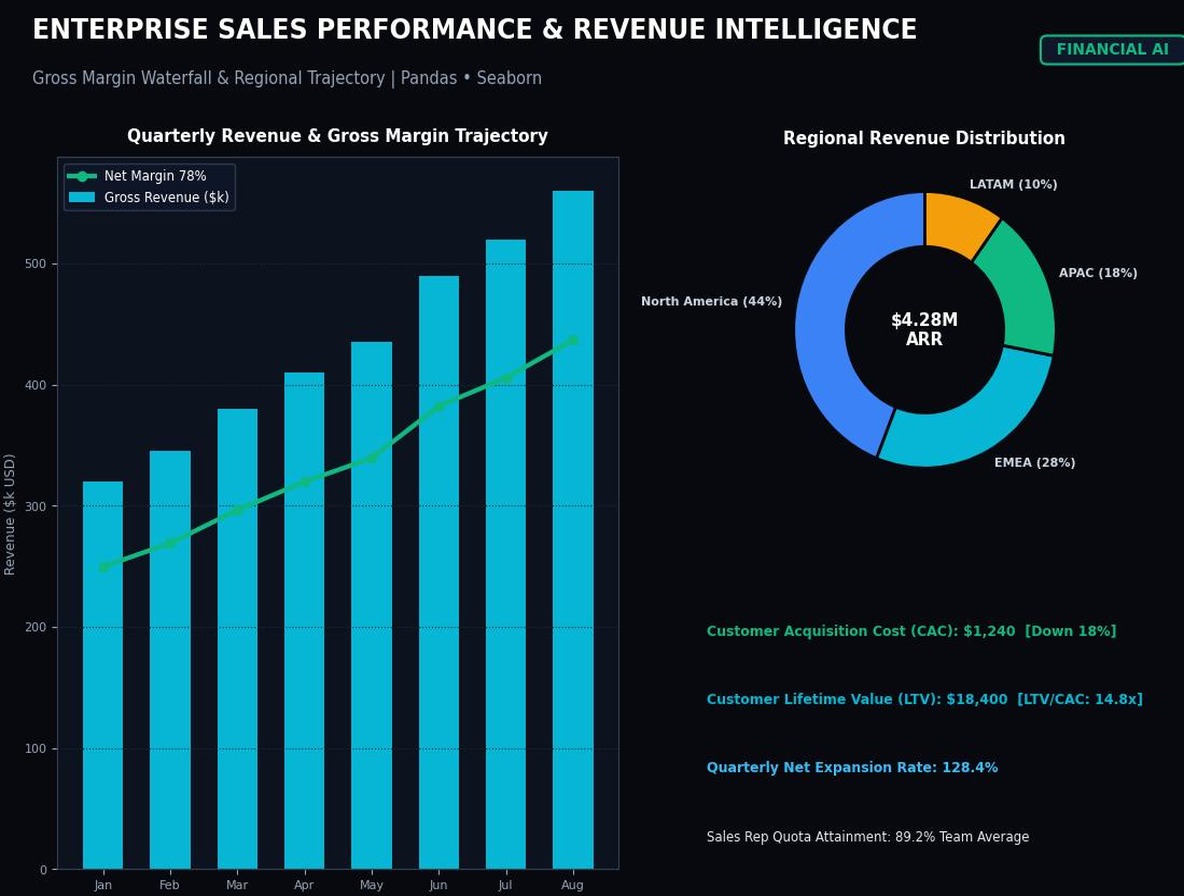 ENTERPRISE SALES PERFORMANCE & REVENUE INTELLIGENCE
FINANCIAL AI
Gross Margin Waterfall & Regional Trajectory | Pandas • Seaborn
Quarterly Revenue & Gross Margin Trajectory
Net Margin 78%
Gross Revenue ($k)
Revenue ($k USD)
500
400
300
200
100
0
Jan Feb Mar Apr May Jun Jul Aug
Regional Revenue Distribution
LATAM (10%)
APAC (18%)
North America (44%)
$4.28M
ARR
EMEA (28%)
Customer Acquisition Cost (CAC): $1,240 [Down 18%]
Customer Lifetime Value (LTV): $18,400 [LTV/CAC: 14.8x]
Quarterly Net Expansion Rate: 128.4%
Sales Rep Quota Attainment: 89.2% Team Average